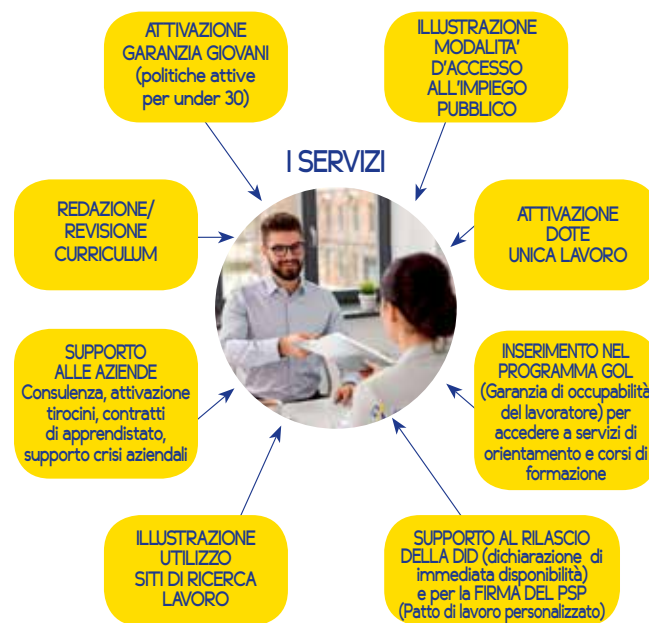 ATTIVAZIONE
GARANZIA GIOVANI
(politiche attive
per under 30)
ILLUSTRAZIONE
MODALITA'
D'ACCESSO
ALL'IMPIEGO
PUBBLICO
I SERVIZI
REDAZIONE/
REVISIONE
CURRICULUM
ATTIVAZIONE
DOTE
UNICA LAVORO
SUPPORTO
ALLE AZIENDE
Consulenza, attivazione
tirocini, contratti
di apprendistato,
supporto crisi aziendali
INSERIMENTO NEL
PROGRAMMA GOL
(Garanzia di occupabilità
del lavoratore) per
accedere a servizi di
orientamento e corsi di
formazione
ILLUSTRAZIONE
UTILIZZO
SITI DI RICERCA
LAVORO
SUPPORTO AL RILASCIO
DELLA DID (dichiarazione di
immediata disponibilità)
e per la FIRMA DEL PSP
(Patto di lavoro personalizzato)